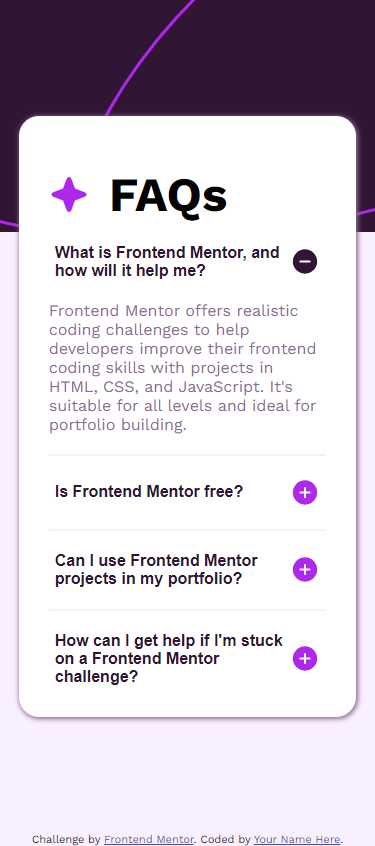 FAQs
What is Frontend Mentor, and
how will it help me?
Frontend Mentor offers realistic
coding challenges to help
developers improve their frontend
coding skills with projects in
HTML, CSS, and JavaScript. It's
suitable for all levels and ideal for
portfolio building.
Is Frontend Mentor free?
Can I use Frontend Mentor
projects in my portfolio?
How can I get help if I'm stuck
on a Frontend Mentor
challenge?
Challenge by Frontend Mentor. Coded by Your Name Here.